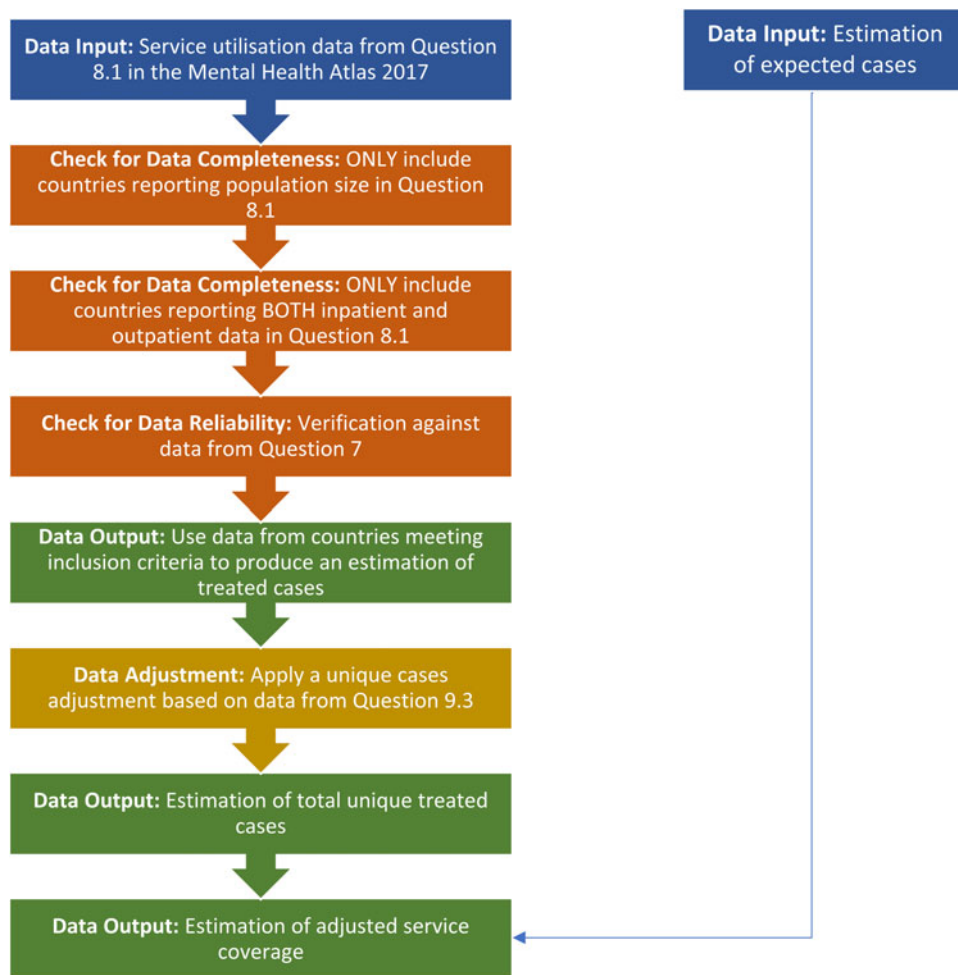 Data Input: Service utilisation data from Question
8.1 in the Mental Health Atlas 2017
Data Input: Estimation
of expected cases
Check for Data Completeness: ONLY include
countries reporting population size in Question
8.1
Check for Data Completeness: ONLY include
countries reporting BOTH inpatient and
outpatient data in Question 8.1
Check for Data Reliability: Verification against
data from Question 7
Data Output: Use data from countries meeting
inclusion criteria to produce an estimation of
treated cases
Data Adjustment: Apply a unique cases
adjustment based on data from Question 9.3
Data Output: Estimation of total unique treated
cases
Data Output: Estimation of adjusted service
coverage